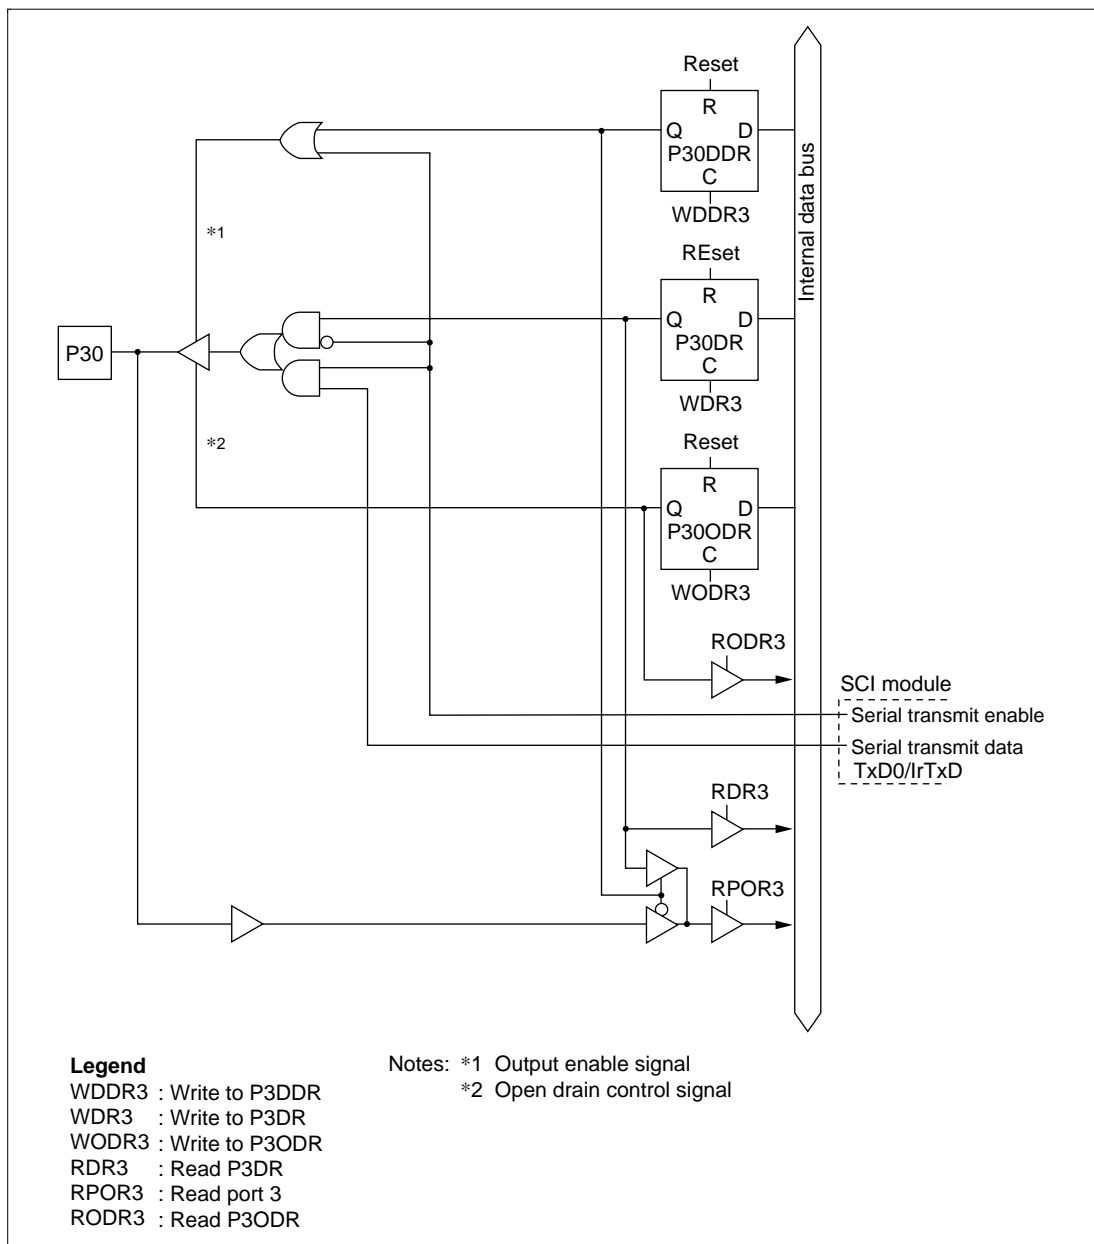 Reset
R
Q D
P30DDR
C
WDDR3
Internal data bus
*1
REset
R
Q D
P30DR
C
WDR3
P30
*2
Reset
R
Q D
P30ODR
C
WODR3
RODR3
SCI module
Serial transmit enable
Serial transmit data
TxD0/IrTxD
RDR3
RPOR3
Legend
WDDR3 : Write to P3DDR
WDR3 : Write to P3DR
WODR3 : Write to P3ODR
RDR3 : Read P3DR
RPOR3 : Read port 3
RODR3 : Read P3ODR
Notes: *1 Output enable signal
*2 Open drain control signal